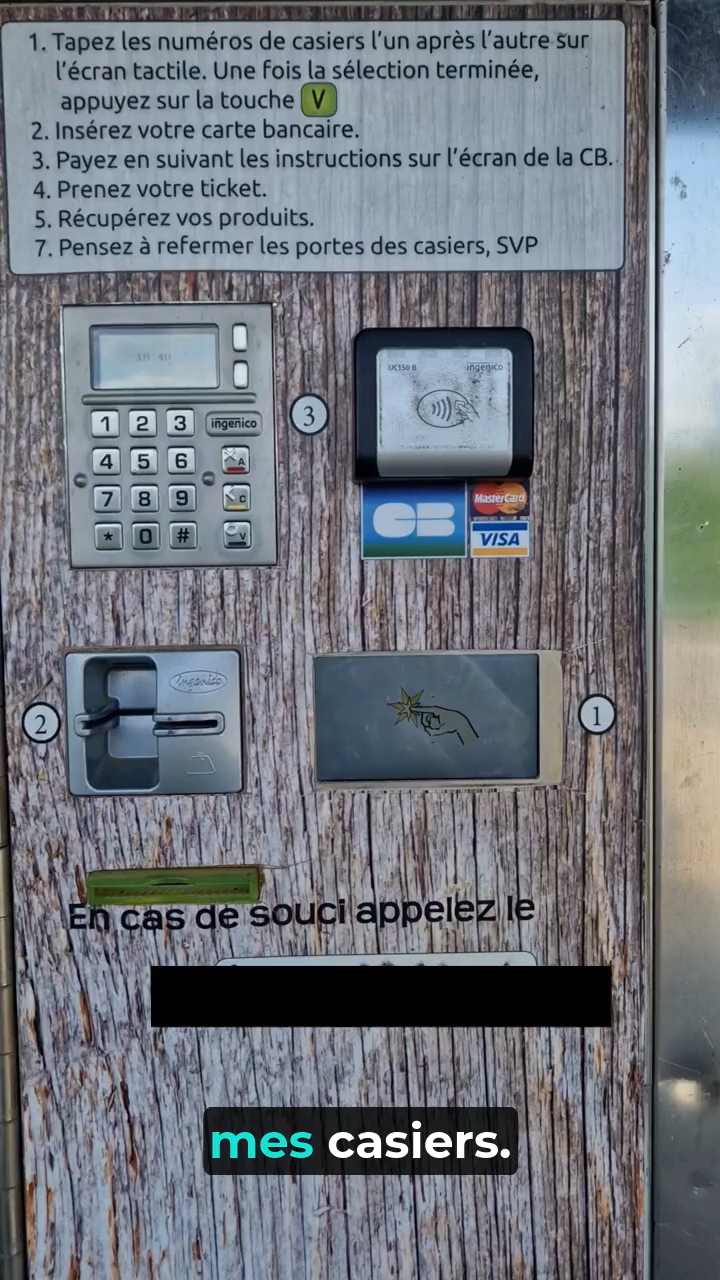 1. Tapez les numéros de casiers l'un après l'autre sur
l'écran tactile. Une fois la sélection terminée,
appuyez sur la touche V
2. Insérez votre carte bancaire.
3. Payez en suivant les instructions sur l'écran de la CB.
4. Prenez votre ticket.
5. Récupérez vos produits.
7. Pensez à refermer les portes des casiers, SVP
iUC150 B ingenico
1 2 3 ingenico
3
4 5 6 A
7 8 9 C
* 0 # V
CB MasterCard
VISA
ingenico
2
1
En cas de souci appelez le
mes casiers.